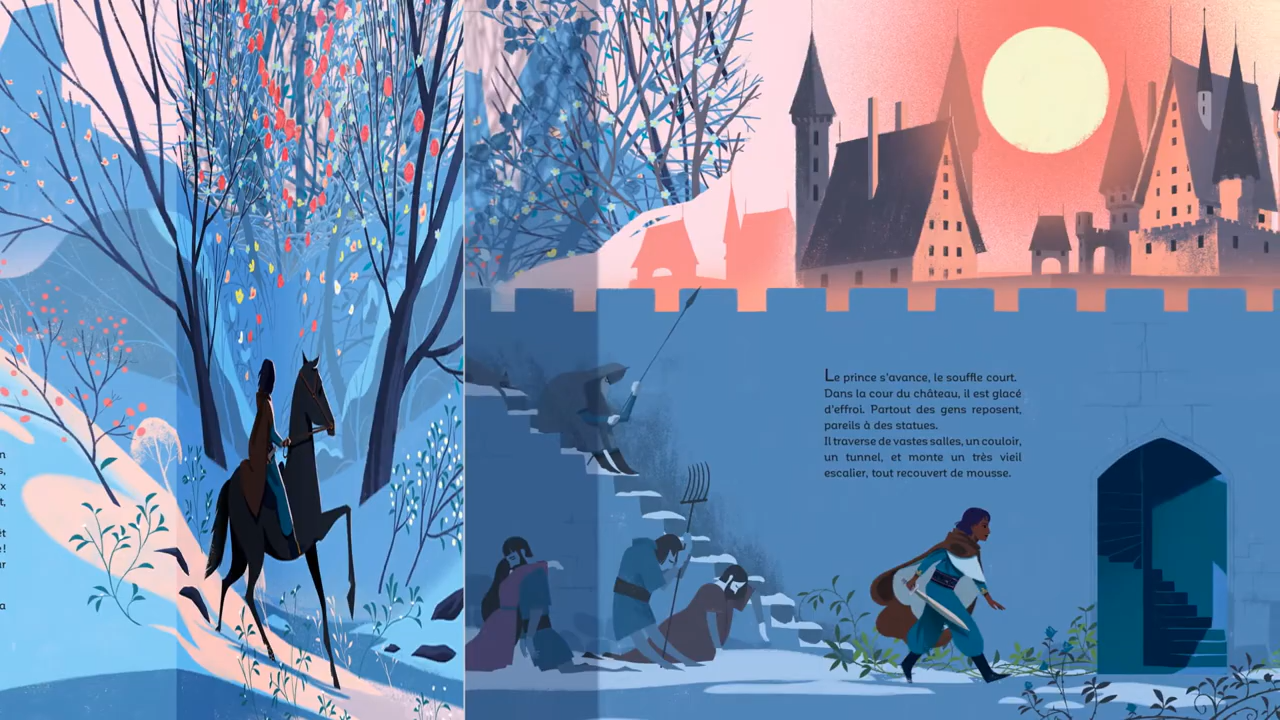 Le prince s'avance, le souffle court.
Dans la cour du château, il est glacé
d'effroi. Partout des gens reposent,
pareils à des statues.
Il traverse de vastes salles, un couloir,
un tunnel, et monte un très vieil
escalier, tout recouvert de mousse.